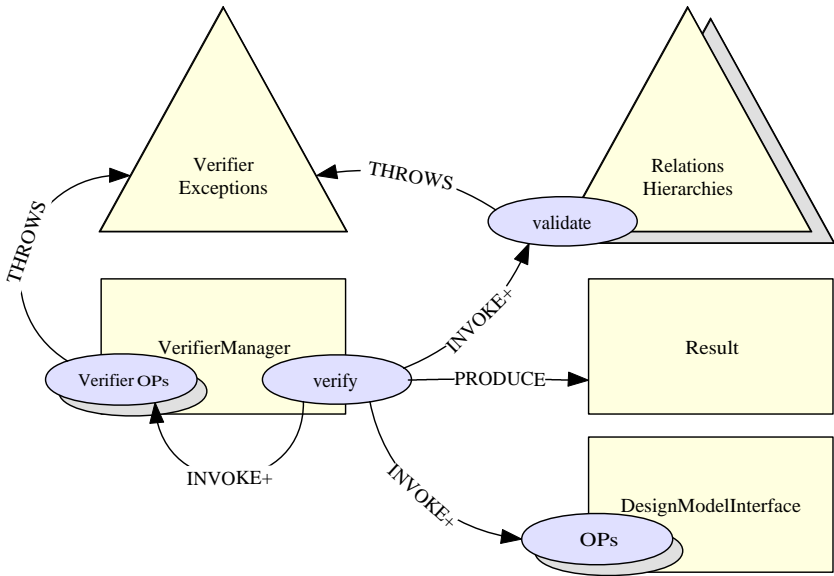 Verifier
Exceptions
THROWS
Relations
Hierarchies
validate
THROWS
INVOKE+
VerifierManager
Result
Verifier OPs
verify
PRODUCE
INVOKE+
INVOKE+
DesignModelInterface
OPs